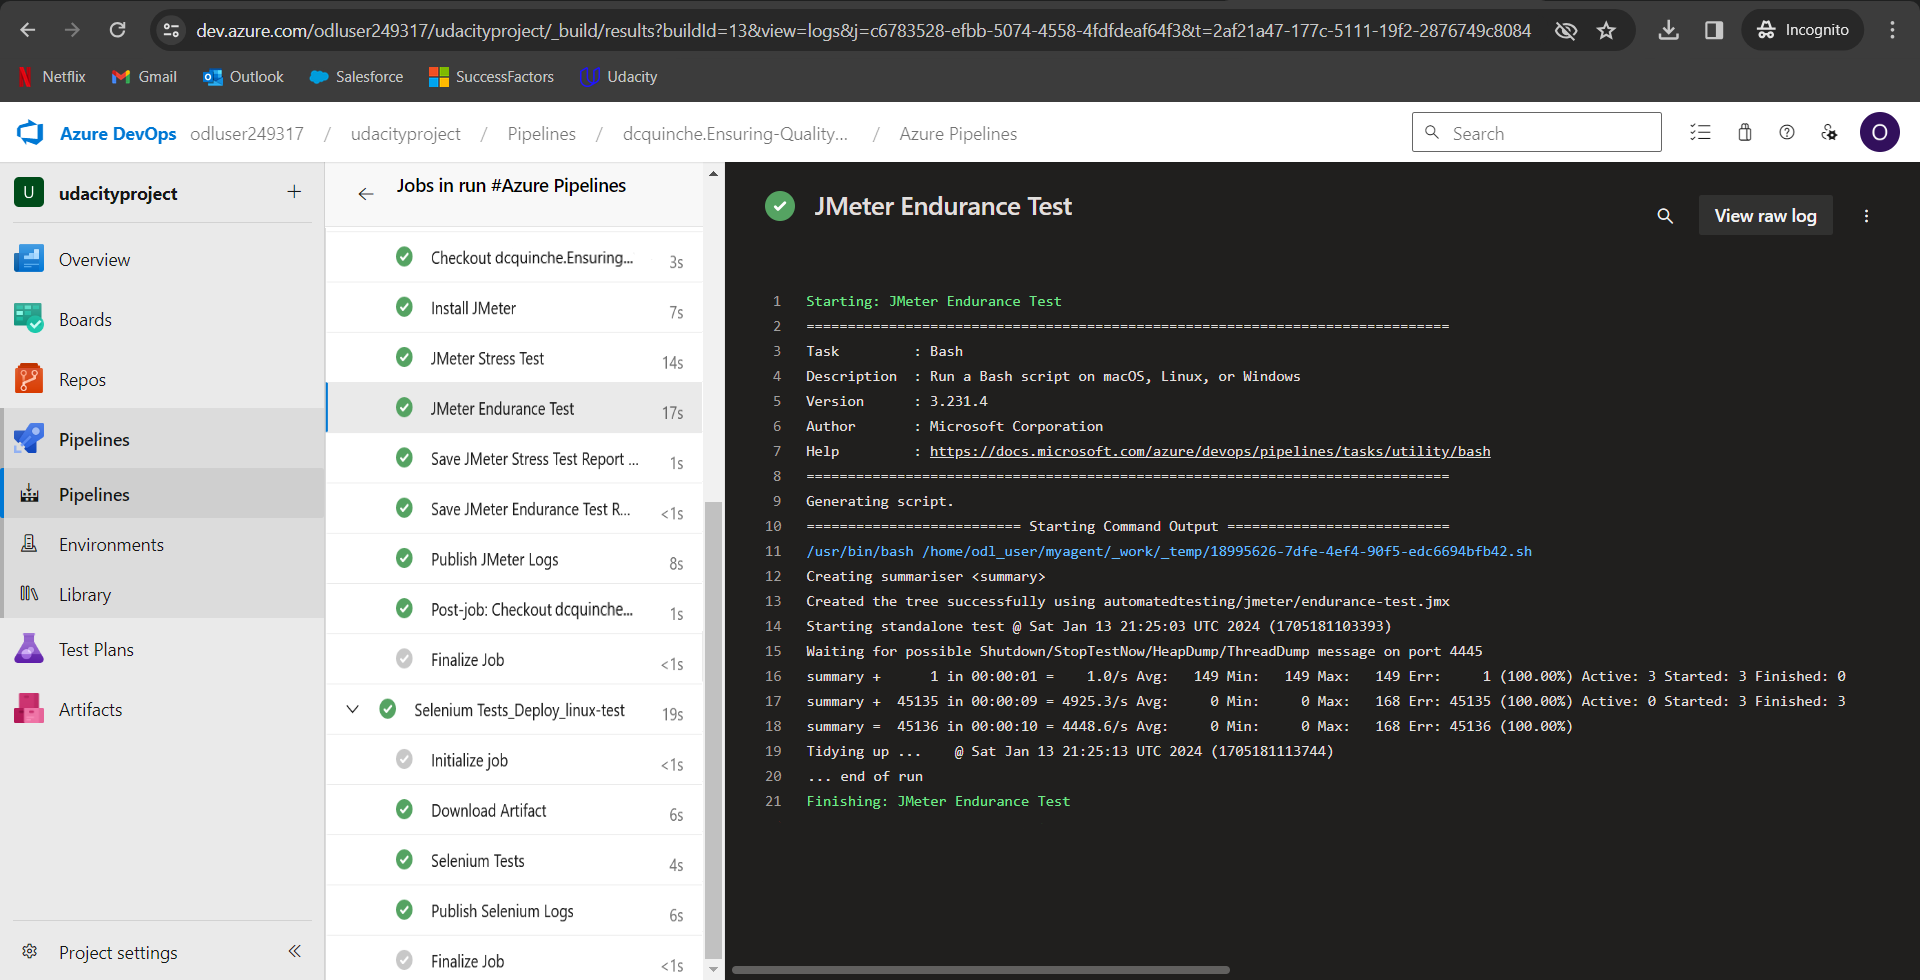 dev.azure.com/odluser249317/udacityproject/_build/results?buildId=13&view=logs&j=c6783528-efbb-5074-4558-4fdfdeaf64f3&t=2af21a47-177c-5111-19f2-2876749c8084
Incognito
Netflix
Gmail
Outlook
Salesforce
SuccessFactors
Udacity
Azure DevOps odluser249317 / udacityproject / Pipelines / dcquinche.Ensuring-Quality... / Azure Pipelines
Search
O
U udacityproject
Overview
Boards
Repos
Pipelines
Pipelines
Environments
Library
Test Plans
Artifacts
Project settings
Jobs in run #Azure Pipelines
Checkout dcquinche.Ensuring... 3s
Install JMeter 7s
JMeter Stress Test 14s
JMeter Endurance Test 17s
Save JMeter Stress Test Report ... 1s
Save JMeter Endurance Test R... <1s
Publish JMeter Logs 8s
Post-job: Checkout dcquinche... 1s
Finalize Job <1s
Selenium Tests_Deploy_linux-test 19s
Initialize job <1s
Download Artifact 6s
Selenium Tests 4s
Publish Selenium Logs 6s
Finalize Job <1s
JMeter Endurance Test
View raw log
1 Starting: JMeter Endurance Test
2 ==============================================================================
3 Task         : Bash
4 Description  : Run a Bash script on macOS, Linux, or Windows
5 Version      : 3.231.4
6 Author       : Microsoft Corporation
7 Help         : https://docs.microsoft.com/azure/devops/pipelines/tasks/utility/bash
8 ==============================================================================
9 Generating script.
10 ========================== Starting Command Output ===========================
11 /usr/bin/bash /home/odl_user/myagent/_work/_temp/18995626-7dfe-4ef4-90f5-edc6694bfb42.sh
12 Creating summariser <summary>
13 Created the tree successfully using automatedtesting/jmeter/endurance-test.jmx
14 Starting standalone test @ Sat Jan 13 21:25:03 UTC 2024 (1705181103393)
15 Waiting for possible Shutdown/StopTestNow/HeapDump/ThreadDump message on port 4445
16 summary +      1 in 00:00:01 =    1.0/s Avg:   149 Min:   149 Max:   149 Err:     1 (100.00%) Active: 3 Started: 3 Finished: 0
17 summary +  45135 in 00:00:09 = 4925.3/s Avg:     0 Min:     0 Max:   168 Err: 45135 (100.00%) Active: 0 Started: 3 Finished: 3
18 summary =  45136 in 00:00:10 = 4448.6/s Avg:     0 Min:     0 Max:   168 Err: 45136 (100.00%)
19 Tidying up ...    @ Sat Jan 13 21:25:13 UTC 2024 (1705181113744)
20 ... end of run
21 Finishing: JMeter Endurance Test